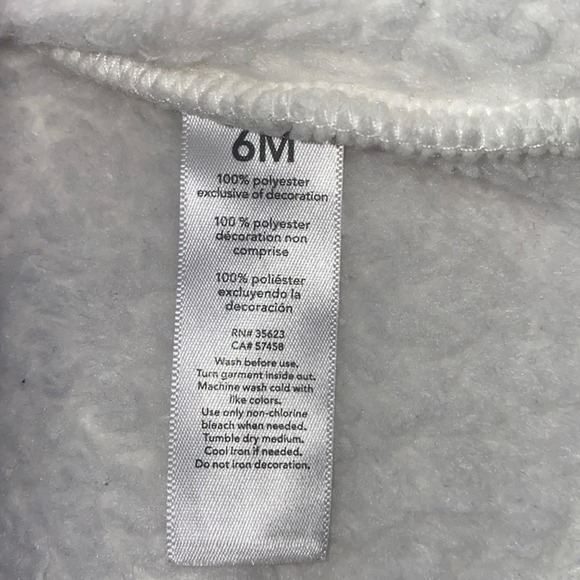 6M
100% polyester
exclusive of decoration
100 % polyester
décoration non
comprise
100% poliéster
excluyendo la
decoración
RN# 35623
CA# 57458
Wash before use.
Turn garment inside out.
Machine wash cold with
like colors.
Use only non-chlorine
bleach when needed.
Tumble dry medium.
Cool iron if needed.
Do not iron decoration.